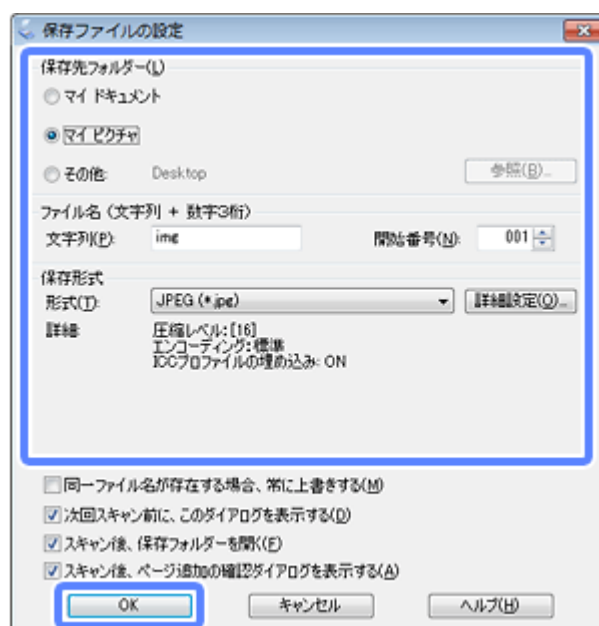 保存ファイルの設定
保存先フォルダー(L)
マイ ドキュメント
マイ ピクチャ
その他: Desktop 参照(B)...
ファイル名 (文字列 + 数字3桁)
文字列(P): img 開始番号(N): 001
保存形式
形式(T): JPEG (*.jpg) 詳細設定(O)...
詳細: 圧縮レベル:[16]
エンコーディング:標準
ICCプロファイルの埋め込み: ON
同一ファイル名が存在する場合、常に上書きする(M)
次回スキャン前に、このダイアログを表示する(D)
スキャン後、保存フォルダーを開く(F)
スキャン後、ページ追加の確認ダイアログを表示する(A)
OK キャンセル ヘルプ(H)